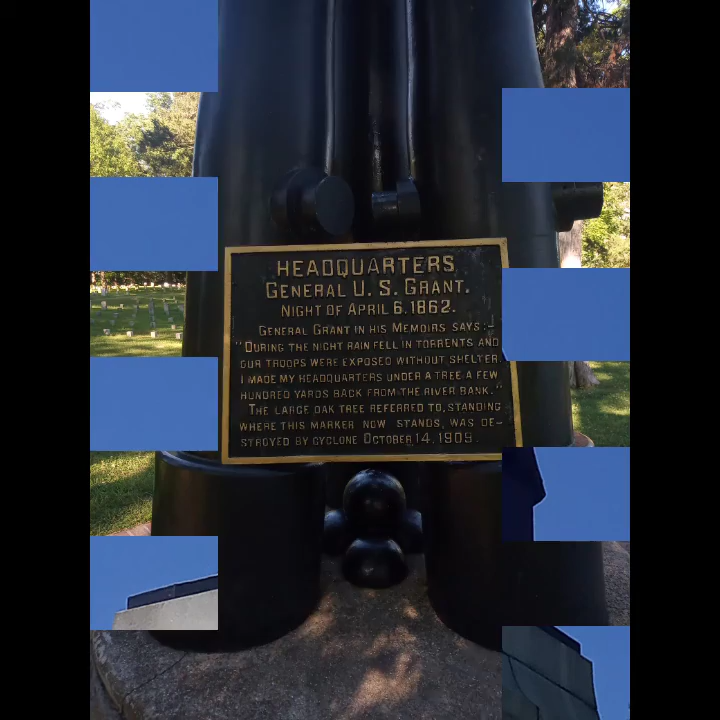 HEADQUARTERS
GENERAL U. S. GRANT.
NIGHT OF APRIL 6, 1862.
GENERAL GRANT IN HIS MEMOIRS SAYS:-
"DURING THE NIGHT RAIN FELL IN TORRENTS AND
OUR TROOPS WERE EXPOSED WITHOUT SHELTER.
I MADE MY HEADQUARTERS UNDER A TREE A FEW
HUNDRED YARDS BACK FROM THE RIVER BANK."
THE LARGE OAK TREE REFERRED TO, STANDING
WHERE THIS MARKER NOW STANDS, WAS DE-
STROYED BY CYCLONE OCTOBER 14, 1909.